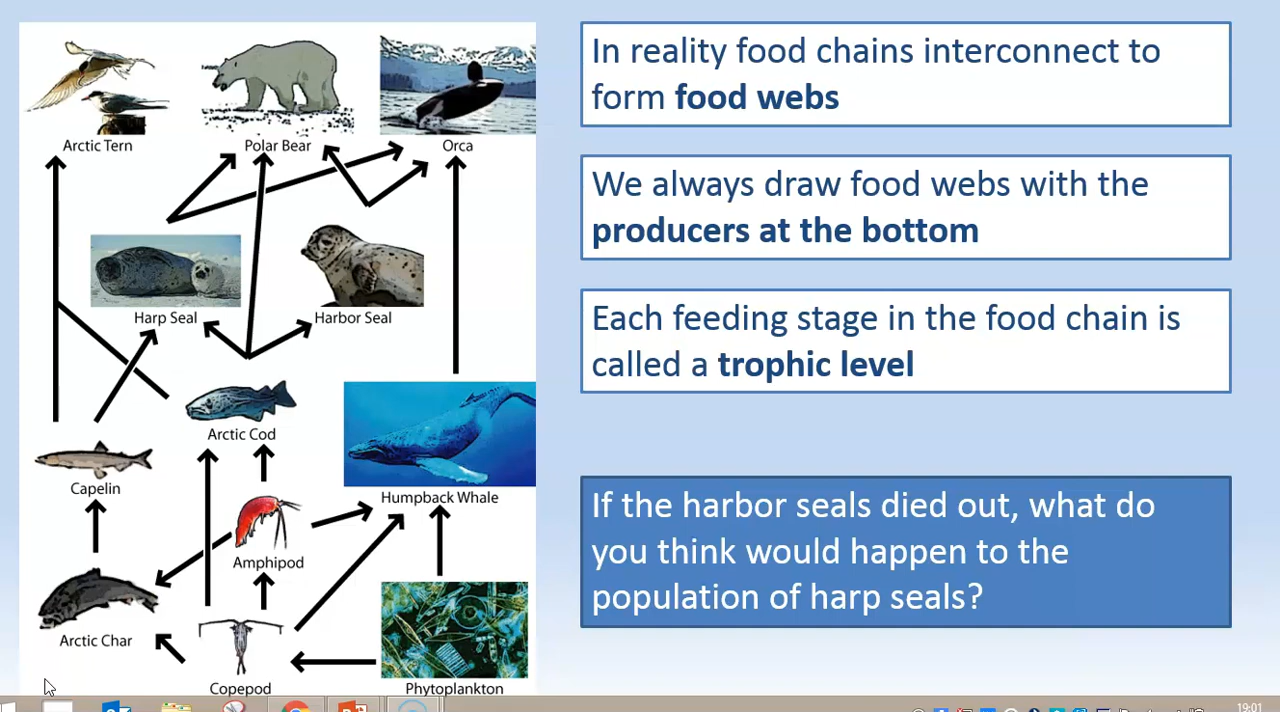 Arctic Tern
Polar Bear
Orca
Harp Seal
Harbor Seal
Arctic Cod
Capelin
Humpback Whale
Amphipod
Arctic Char
Copepod
Phytoplankton
In reality food chains interconnect to
form food webs
We always draw food webs with the
producers at the bottom
Each feeding stage in the food chain is
called a trophic level
If the harbor seals died out, what do
you think would happen to the
population of harp seals?
19:01